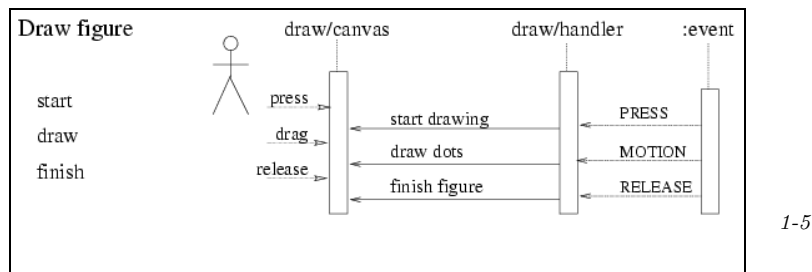 Draw figure
draw/canvas
draw/handler
:event
start
press
start drawing
PRESS
draw
drag
draw dots
MOTION
finish
release
finish figure
RELEASE
1-5